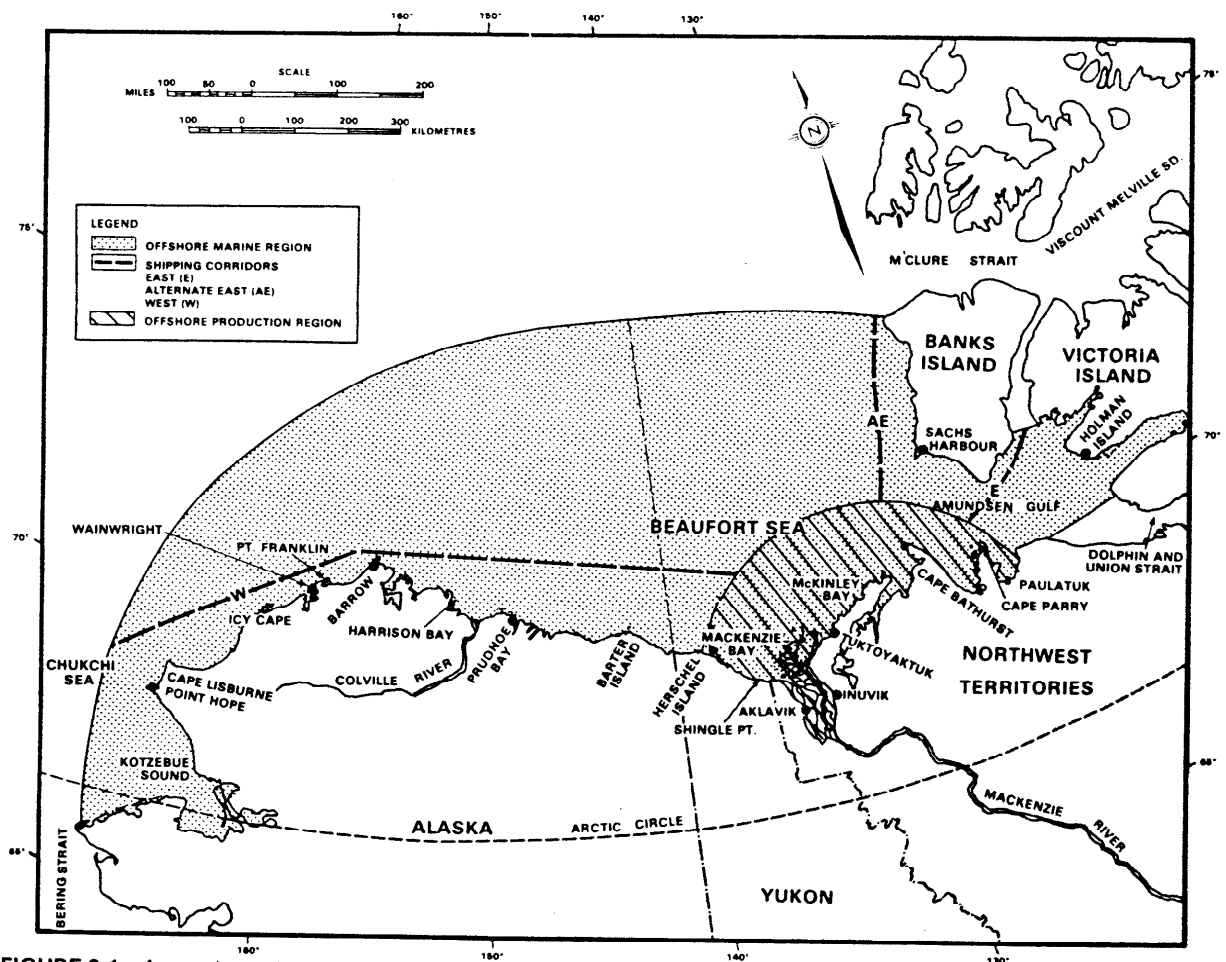 160° 150° 140° 130°
SCALE
100 50 0 100 200
MILES
100 0 100 200 300
KILOMETRES
N
75°
75°
LEGEND
OFFSHORE MARINE REGION
SHIPPING CORRIDORS
EAST (E)
ALTERNATE EAST (AE)
WEST (W)
OFFSHORE PRODUCTION REGION
VISCOUNT MELVILLE SD.
M'CLURE STRAIT
BANKS
ISLAND
VICTORIA
ISLAND
AE
SACHS
HARBOUR
HOLMAN
ISLAND
70°
E
AMUNDSEN GULF
BEAUFORT SEA
WAINWRIGHT
70°
PT. FRANKLIN
DOLPHIN AND
UNION STRAIT
McKINLEY
BAY
PAULATUK
CAPE PARRY
CAPE BATHURST
W
BARROW
ICY CAPE
HARRISON BAY
PRUDHOE
BAY
MACKENZIE
BAY
TUKTOYAKTUK
NORTHWEST
TERRITORIES
CHUKCHI
SEA
CAPE LISBURNE
POINT HOPE
COLVILLE RIVER
BARTER
ISLAND
HERSCHEL
ISLAND
INUVIK
AKLAVIK
SHINGLE PT.
KOTZEBUE
SOUND
65°
MACKENZIE RIVER
ALASKA
ARCTIC CIRCLE
65°
BERING STRAIT
YUKON
160° 150° 140° 130°